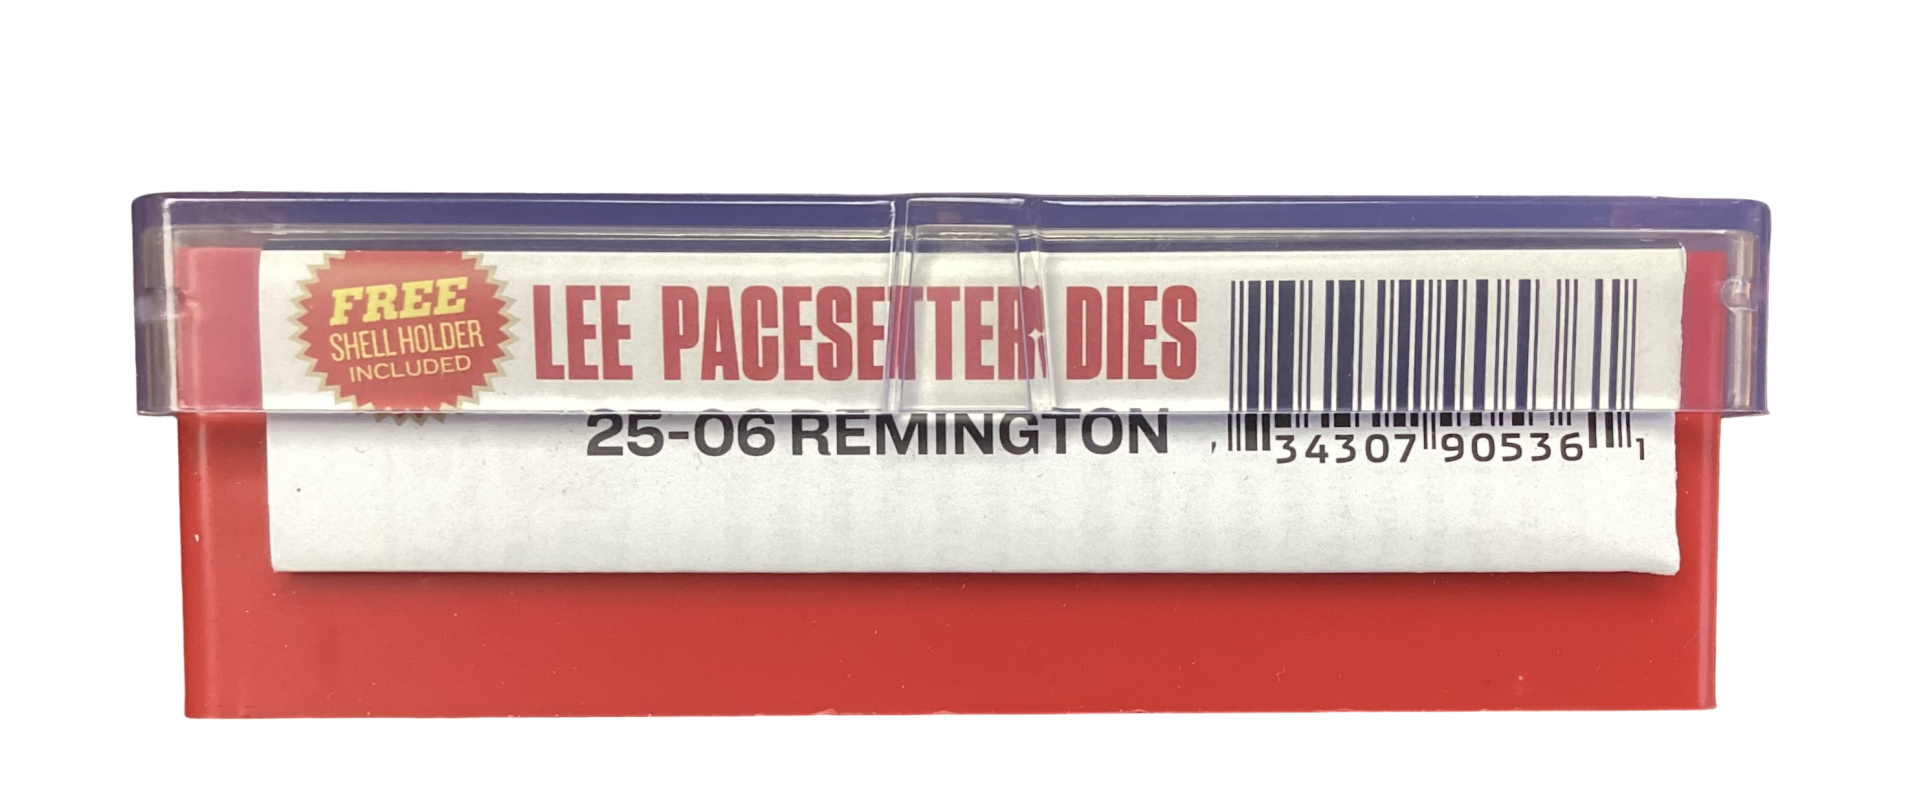 FREE
SHELL HOLDER
INCLUDED
LEE PACESETTER DIES
25-06 REMINGTON
34307 90536 1